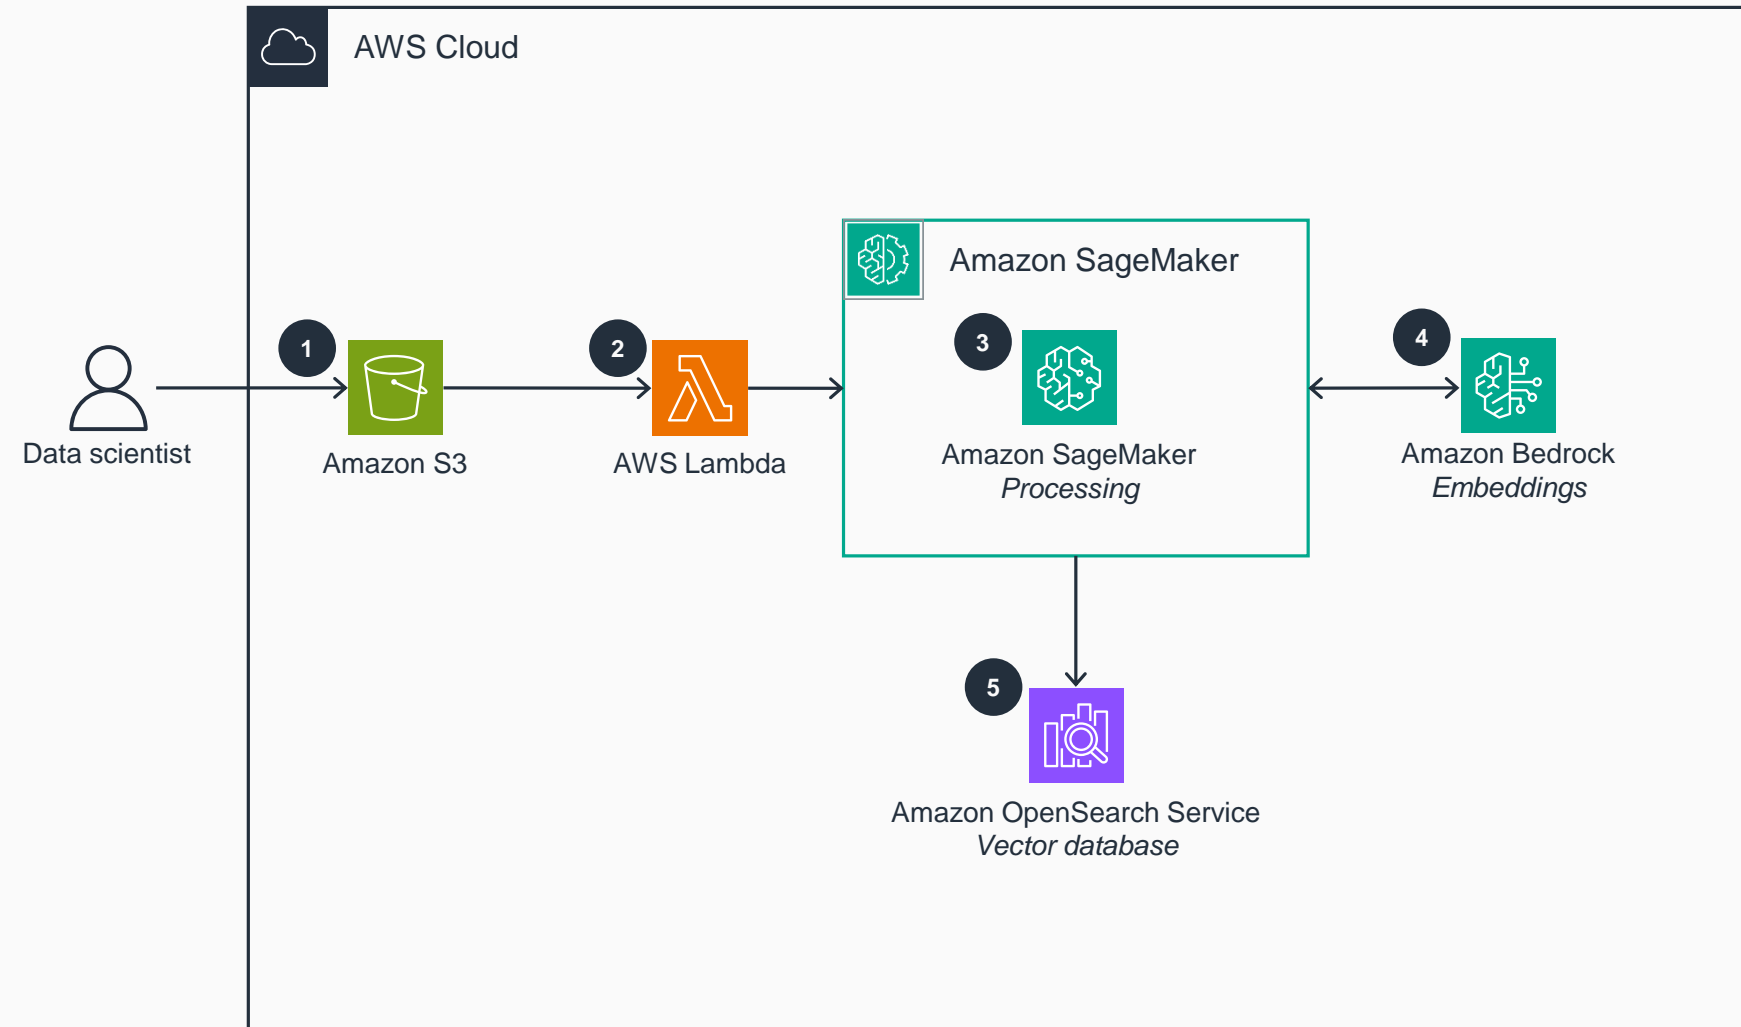 AWS Cloud
Amazon SageMaker
1
2
3
4
Data scientist
Amazon S3
AWS Lambda
Amazon SageMaker
Processing
Amazon Bedrock
Embeddings
5
Amazon OpenSearch Service
Vector database